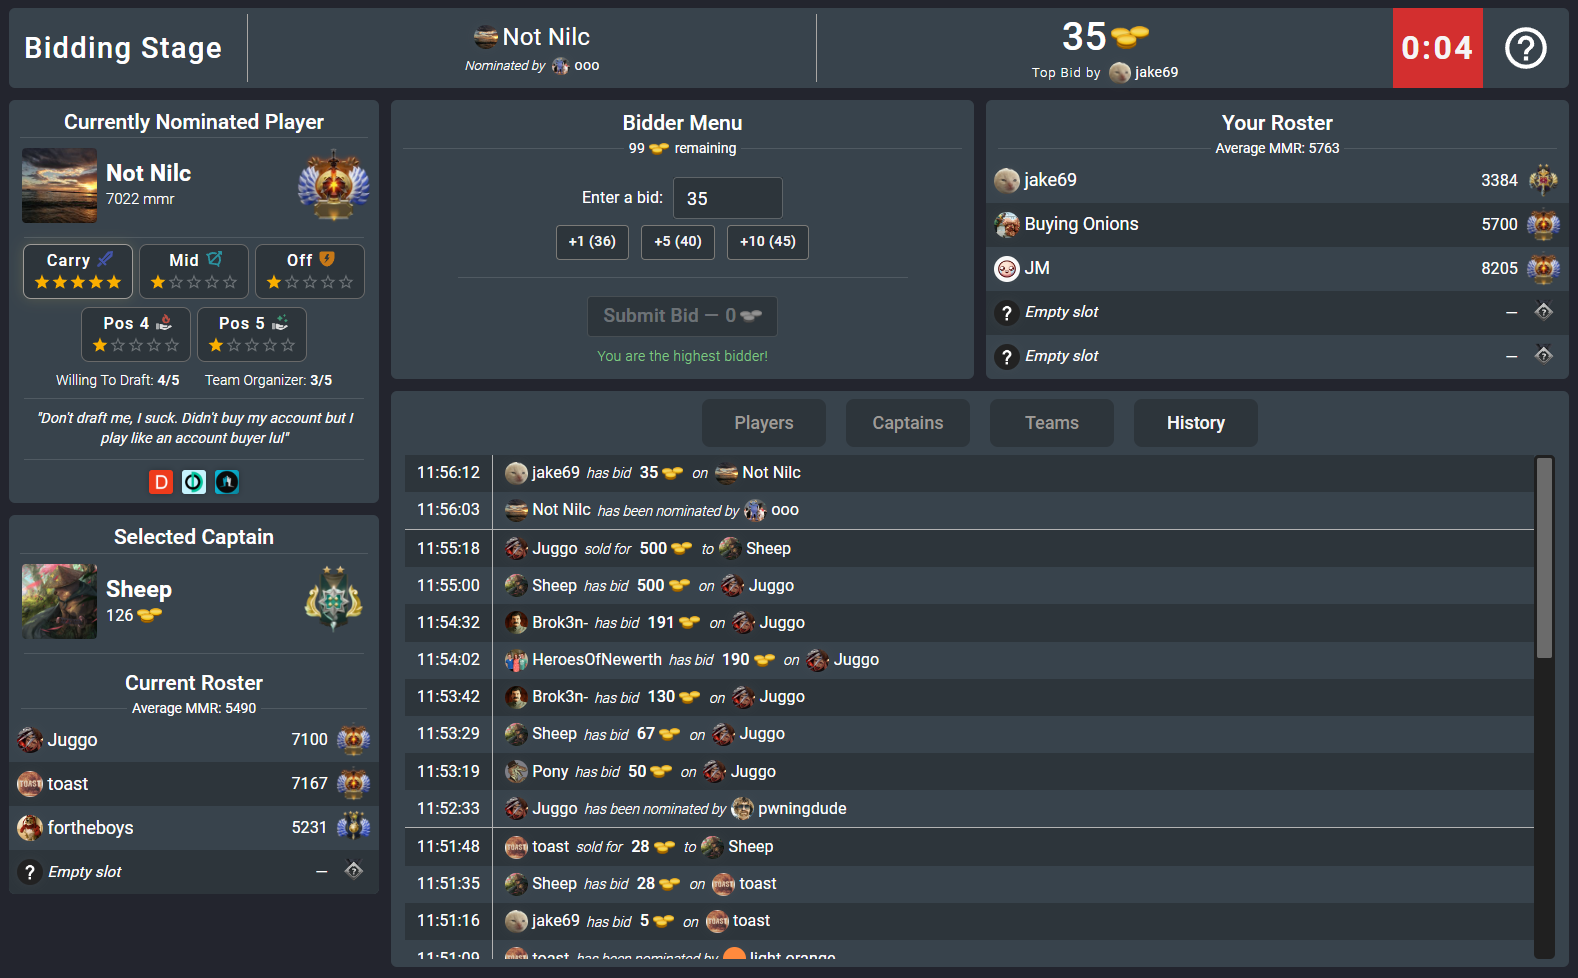 Bidding Stage
Not Nilc
Nominated by ooo
35
Top Bid by jake69
0:04
?
Currently Nominated Player
Not Nilc
7022 mmr
Carry
Mid
Off
Pos 4
Pos 5
Willing To Draft: 4/5 Team Organizer: 3/5
"Don't draft me, I suck. Didn't buy my account but I
play like an account buyer lul"
D
Selected Captain
Sheep
126
Current Roster
Average MMR: 5490
Juggo 7100
TOAST toast 7167
fortheboys 5231
? Empty slot – ?
Bidder Menu
99 remaining
Enter a bid: 35
+1 (36) +5 (40) +10 (45)
Submit Bid — 0
You are the highest bidder!
Your Roster
Average MMR: 5763
jake69 3384
Buying Onions 5700
JM 8205
? Empty slot – ?
? Empty slot – ?
Players Captains Teams History
11:56:12 jake69 has bid 35 on Not Nilc
11:56:03 Not Nilc has been nominated by ooo
11:55:18 Juggo sold for 500 to Sheep
11:55:00 Sheep has bid 500 on Juggo
11:54:32 Brok3n- has bid 191 on Juggo
11:54:02 HeroesOfNewerth has bid 190 on Juggo
11:53:42 Brok3n- has bid 130 on Juggo
11:53:29 Sheep has bid 67 on Juggo
11:53:19 Pony has bid 50 on Juggo
11:52:33 Juggo has been nominated by pwningdude
11:51:48 TOAST toast sold for 28 to Sheep
11:51:35 Sheep has bid 28 on TOAST toast
11:51:16 jake69 has bid 5 on TOAST toast
11:51:09 toast has been nominated by light orange